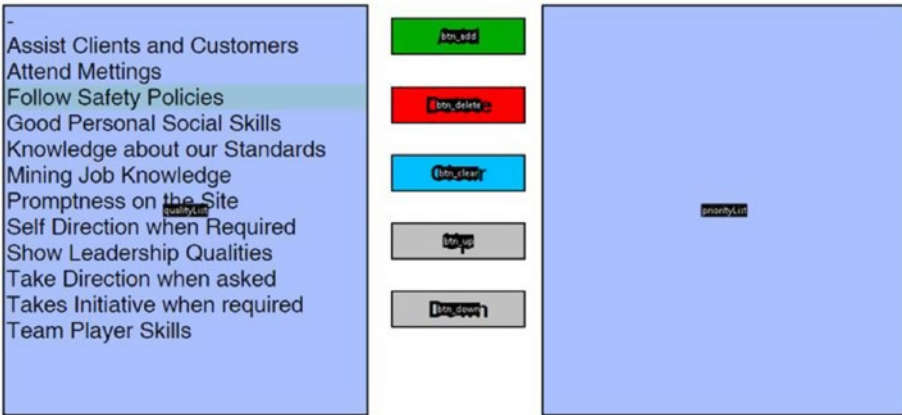 -
Assist Clients and Customers
Attend Mettings
Follow Safety Policies
Good Personal Social Skills
Knowledge about our Standards
Mining Job Knowledge
Promptness on the Site
qualityList
Self Direction when Required
Show Leadership Qualities
Take Direction when asked
Takes Initiative when required
Team Player Skills
btn_add
btn_delete
btn_clear
btn_up
btn_down
priorityList